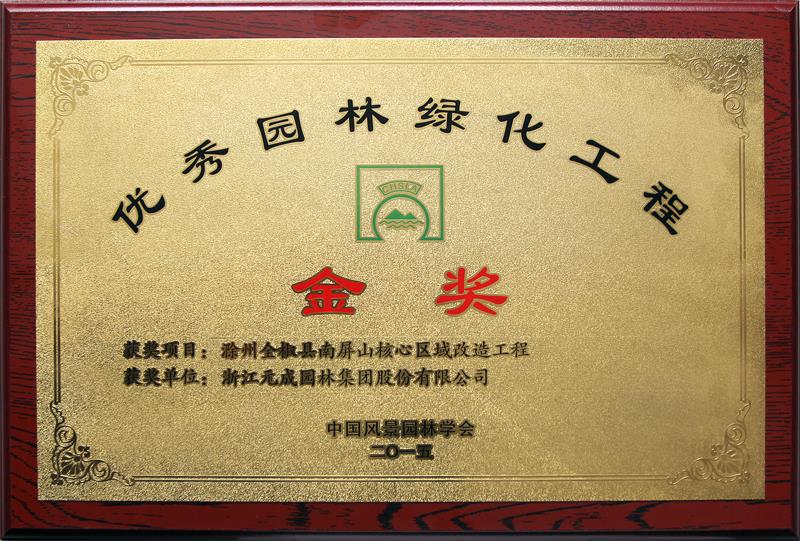 优秀园林绿化工程
CHSLA
金奖
获奖项目：滁州全椒县南屏山核心区域改造工程
获奖单位：浙江元成园林集团股份有限公司
中国风景园林学会
二〇一五